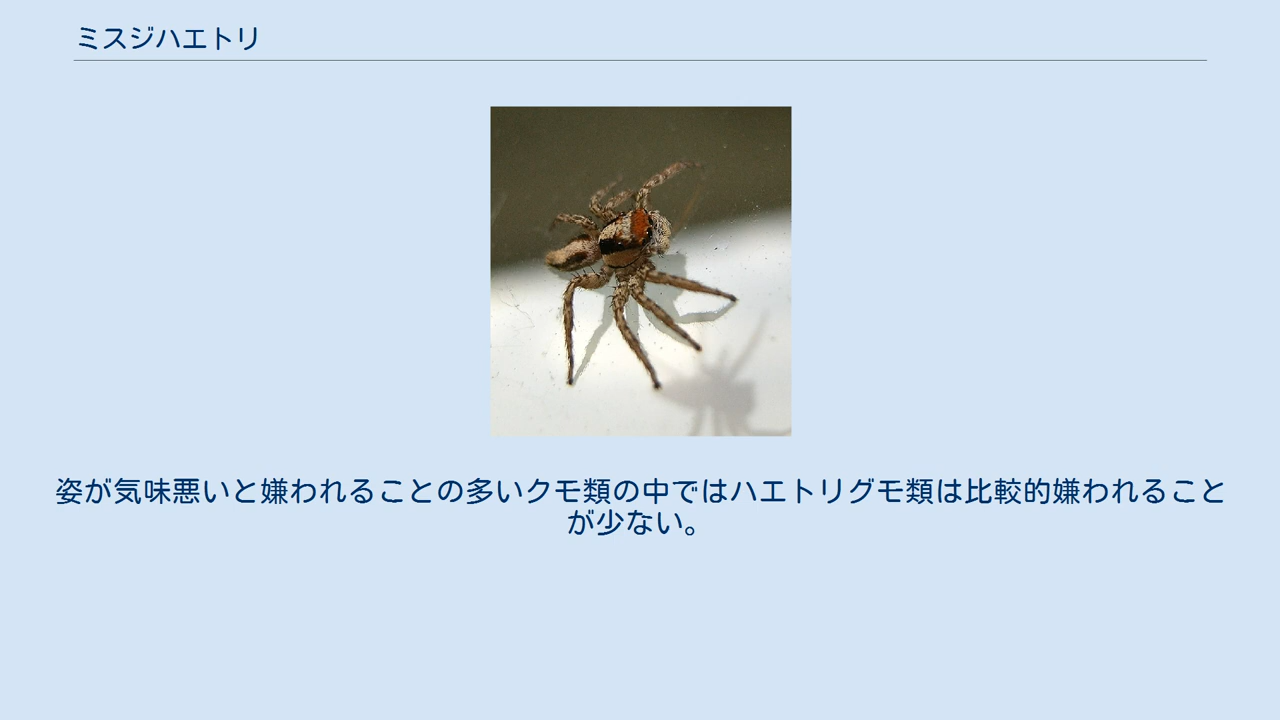 ミスジハエトリ
姿が気味悪いと嫌われることの多いクモ類の中ではハエトリグモ類は比較的嫌われること
が少ない。